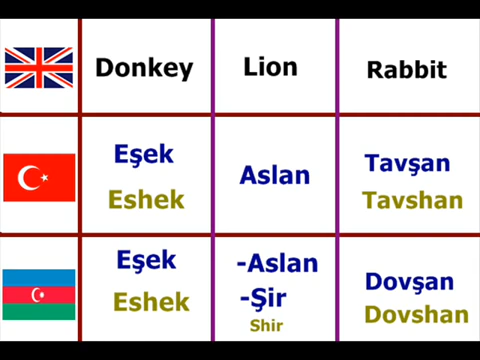 Donkey
Lion
Rabbit
Eşek
Eshek
Aslan
Tavşan
Tavshan
Eşek
Eshek
-Aslan
-Şir
Shir
Dovşan
Dovshan